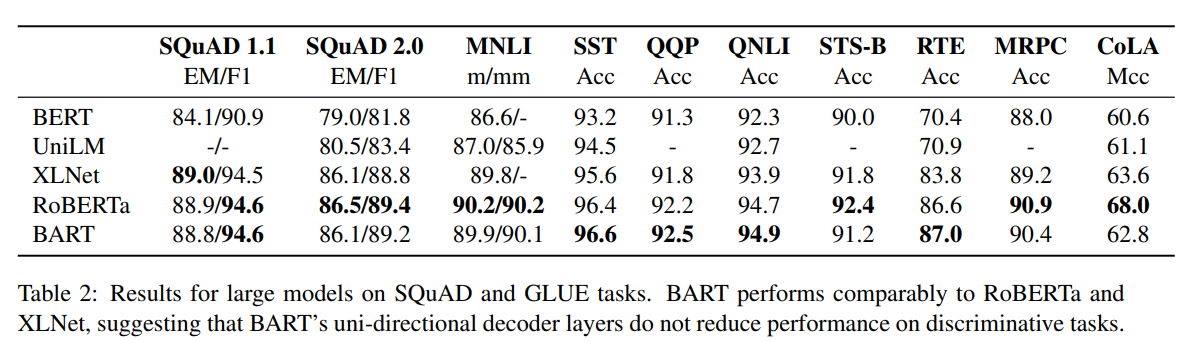 SQuAD 1.1 SQuAD 2.0 MNLI SST QQP QNLI STS-B RTE MRPC CoLA
EM/F1 EM/F1 m/mm Acc Acc Acc Acc Acc Acc Mcc
BERT 84.1/90.9 79.0/81.8 86.6/- 93.2 91.3 92.3 90.0 70.4 88.0 60.6
UniLM -/- 80.5/83.4 87.0/85.9 94.5 - 92.7 - 70.9 - 61.1
XLNet 89.0/94.5 86.1/88.8 89.8/- 95.6 91.8 93.9 91.8 83.8 89.2 63.6
RoBERTa 88.9/94.6 86.5/89.4 90.2/90.2 96.4 92.2 94.7 92.4 86.6 90.9 68.0
BART 88.8/94.6 86.1/89.2 89.9/90.1 96.6 92.5 94.9 91.2 87.0 90.4 62.8
Table 2: Results for large models on SQuAD and GLUE tasks. BART performs comparably to RoBERTa and
XLNet, suggesting that BART's uni-directional decoder layers do not reduce performance on discriminative tasks.